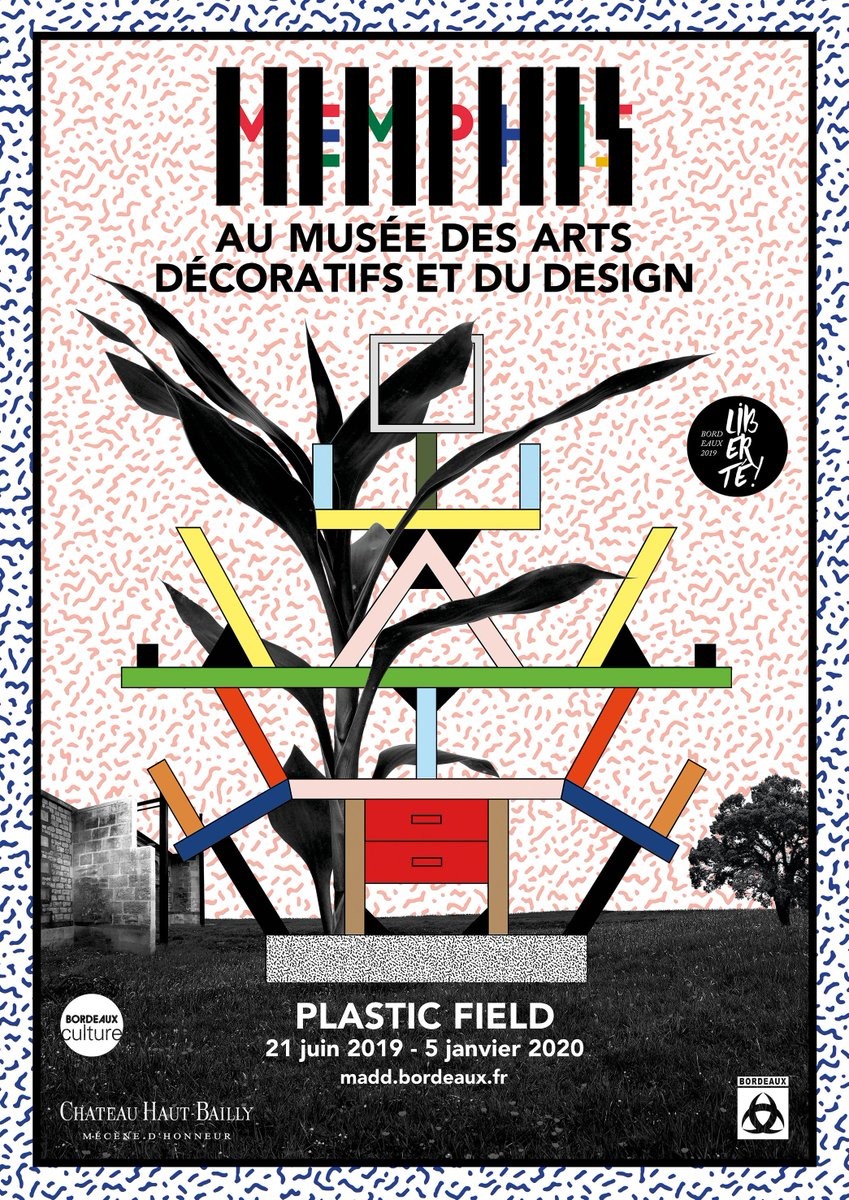 MEMPHIS
AU MUSÉE DES ARTS
DÉCORATIFS ET DU DESIGN
BORD
EAUX
2019
LIB
ER
TÉ!
PLASTIC FIELD
21 juin 2019 - 5 janvier 2020
madd.bordeaux.fr
BORDEAUX
culture
CHATEAU HAUT-BAILLY
MÉCÈNE D'HONNEUR
BORDEAUX